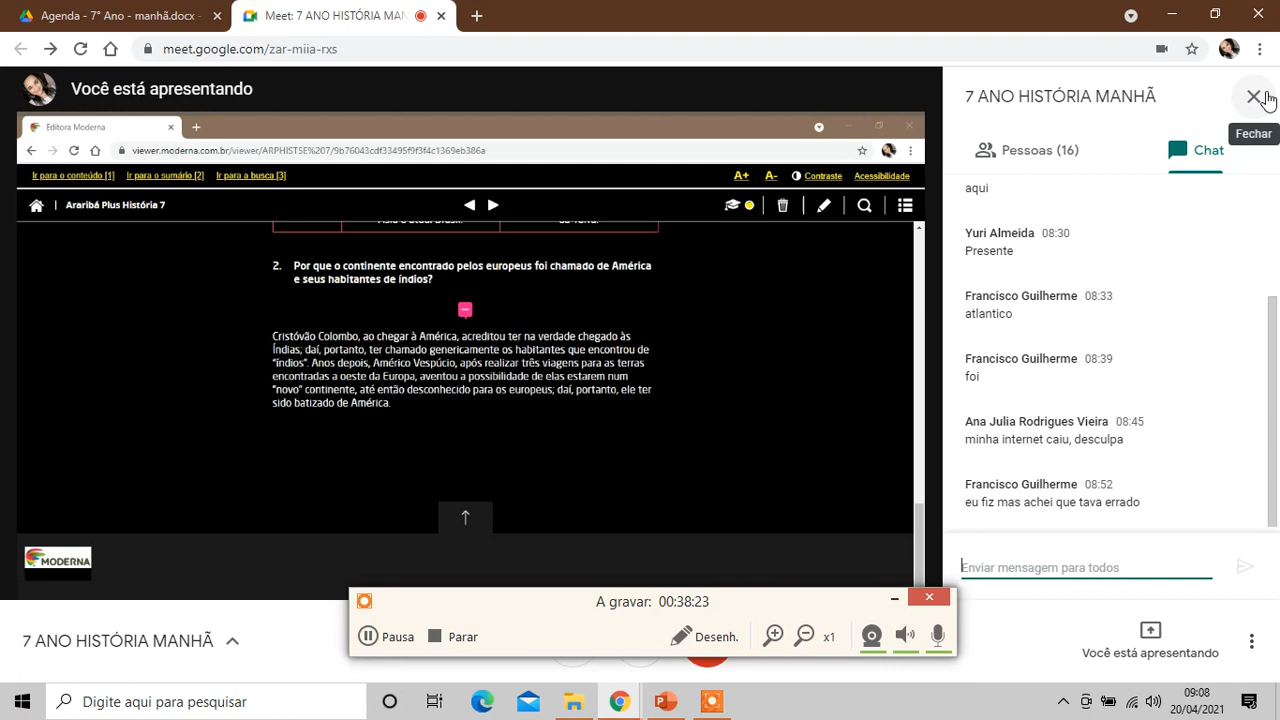 Agenda - 7° Ano - manhã.docx
Meet: 7 ANO HISTÓRIA MAN
meet.google.com/zar-miia-rxs
Você está apresentando
Editora Moderna
viewer.moderna.com.br/viewer/ARPHIST5E%207/9b76043cdf33495f9f3f4c1369eb386a
Ir para o conteúdo [1] Ir para o sumário [2] Ir para a busca [3]
A+ A- Contraste Acessibilidade
Araribá Plus História 7
2. Por que o continente encontrado pelos europeus foi chamado de América
e seus habitantes de índios?
Cristóvão Colombo, ao chegar à América, acreditou ter na verdade chegado às
Índias; daí, portanto, ter chamado genericamente os habitantes que encontrou de
"índios". Anos depois, Américo Vespúcio, após realizar três viagens para as terras
encontradas a oeste da Europa, aventou a possibilidade de elas estarem num
"novo" continente, até então desconhecido para os europeus; daí, portanto, ele ter
sido batizado de América.
MODERNA
7 ANO HISTÓRIA MANHÃ
Fechar
Pessoas (16) Chat
aqui
Yuri Almeida 08:30
Presente
Francisco Guilherme 08:33
atlantico
Francisco Guilherme 08:39
foi
Ana Julia Rodrigues Vieira 08:45
minha internet caiu, desculpa
Francisco Guilherme 08:52
eu fiz mas achei que tava errado
Enviar mensagem para todos
A gravar: 00:38:23
Pausa Parar Desenh. x1
7 ANO HISTÓRIA MANHÃ
Você está apresentando
Digite aqui para pesquisar
09:08
20/04/2021